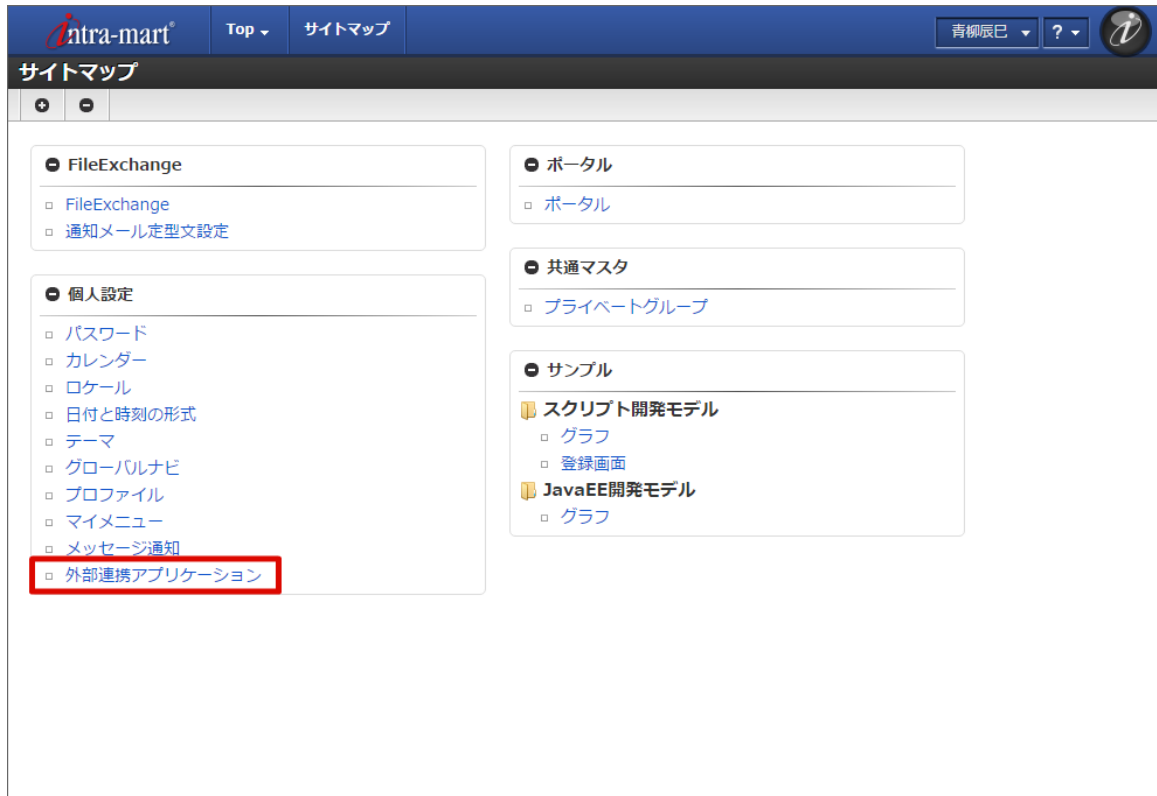 intra-mart®
Top
サイトマップ
青柳辰巳
?
サイトマップ
FileExchange
FileExchange
通知メール定型文設定
個人設定
パスワード
カレンダー
ロケール
日付と時刻の形式
テーマ
グローバルナビ
プロファイル
マイメニュー
メッセージ通知
外部連携アプリケーション
ポータル
ポータル
共通マスタ
プライベートグループ
サンプル
スクリプト開発モデル
グラフ
登録画面
JavaEE開発モデル
グラフ